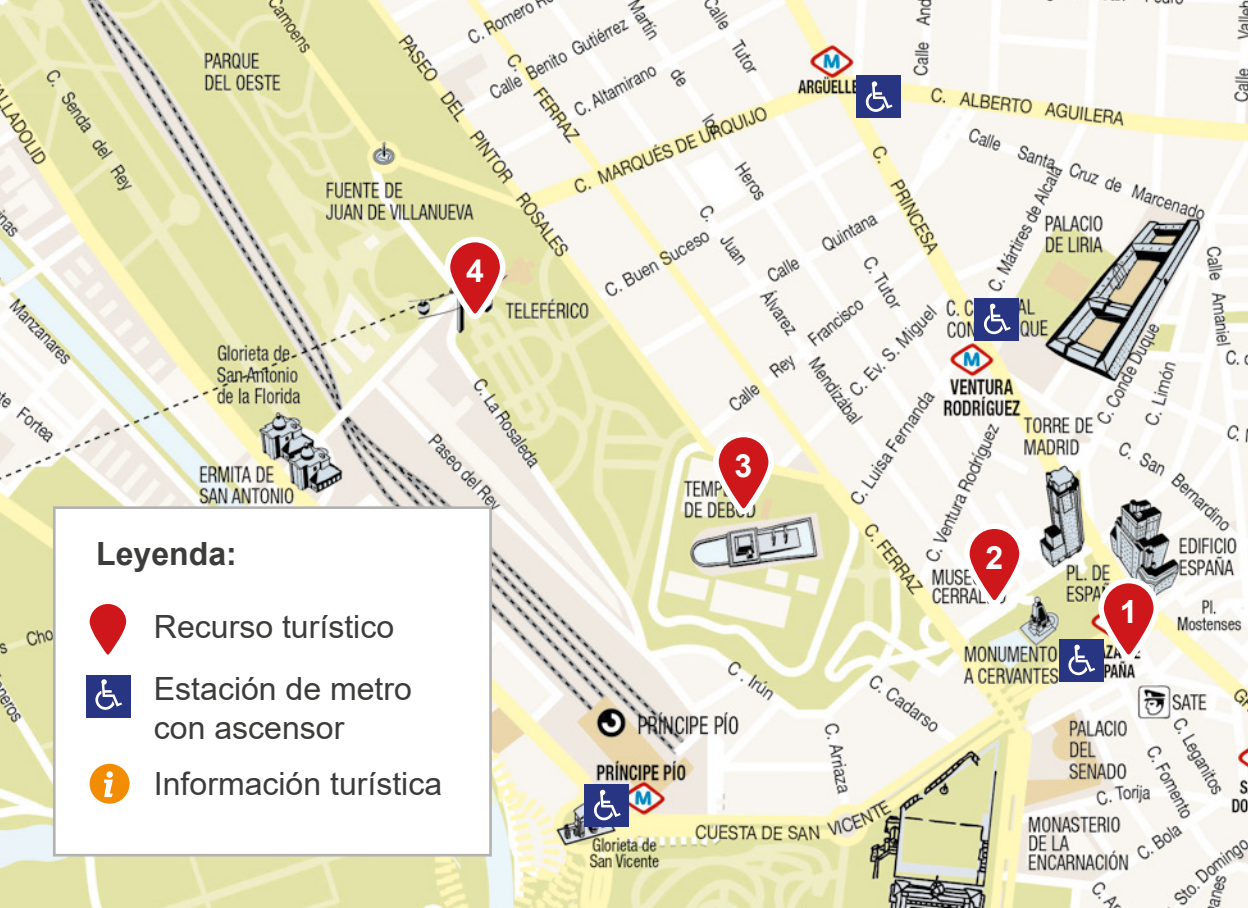 Camoens
C. Romero
Martín
de
los
Heros
Calle Tutor
Calle
PARQUE
DEL OESTE
PASEO DEL PINTOR ROSALES
C. FERRAZ
Calle Benito Gutiérrez
C. Altamirano
ARGÜELLE
C. ALBERTO AGUILERA
C. Senda del Rey
VALLADOLID
C. MARQUÉS DE URQUIJO
Calle Santa Cruz de Marcenado
C. PRINCESA
FUENTE DE
JUAN DE VILLANUEVA
C. Mártires de Alcalá
PALACIO
DE LIRIA
C. Buen Suceso
C. Juan Álvarez Mendizábal
Calle Quintana
C. Tutor
Calle Amaniel
4
TELEFÉRICO
Calle Rey Francisco
C. Ev. S. Miguel
Manzanares
Glorieta de
San Antonio
de la Florida
VENTURA
RODRÍGUEZ
C. Conde Duque
C. Limón
C. La Rosaleda
C. Luisa Fernanda
TORRE DE
MADRID
Fortea
ERMITA DE
SAN ANTONIO
Paseo del Rey
3
DE DEBOD
C. Ventura Rodríguez
C. San Bernardino
C. FERRAZ
2
EDIFICIO
ESPAÑA
PL. DE
1
Pl.
Mostenses
Leyenda:
Recurso turístico
Estación de metro
con ascensor
Información turística
MONUMENTO
A CERVANTES
C. Irún
C. Cadarso
C. Arriaza
SATE
C. Leganitos
PRÍNCIPE PÍO
PRÍNCIPE PÍO
PALACIO
DEL
SENADO
C. Fomento
C. Torija
CUESTA DE SAN VICENTE
Glorieta de
San Vicente
MONASTERIO
DE LA
ENCARNACIÓN
C. Bola
Sto. Domingo